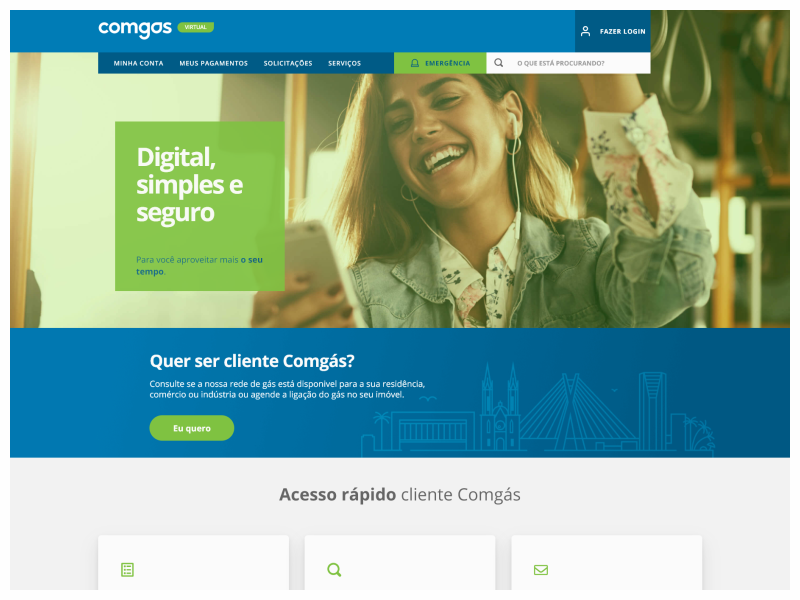 comgás VIRTUAL
FAZER LOGIN
MINHA CONTA MEUS PAGAMENTOS SOLICITAÇÕES SERVIÇOS EMERGÊNCIA O QUE ESTÁ PROCURANDO?
Digital,
simples e
seguro
Para você aproveitar mais o seu
tempo.
Quer ser cliente Comgás?
Consulte se a nossa rede de gás está disponivel para a sua residência,
comércio ou indústria ou agende a ligação do gás no seu imóvel.
Eu quero
Acesso rápido cliente Comgás